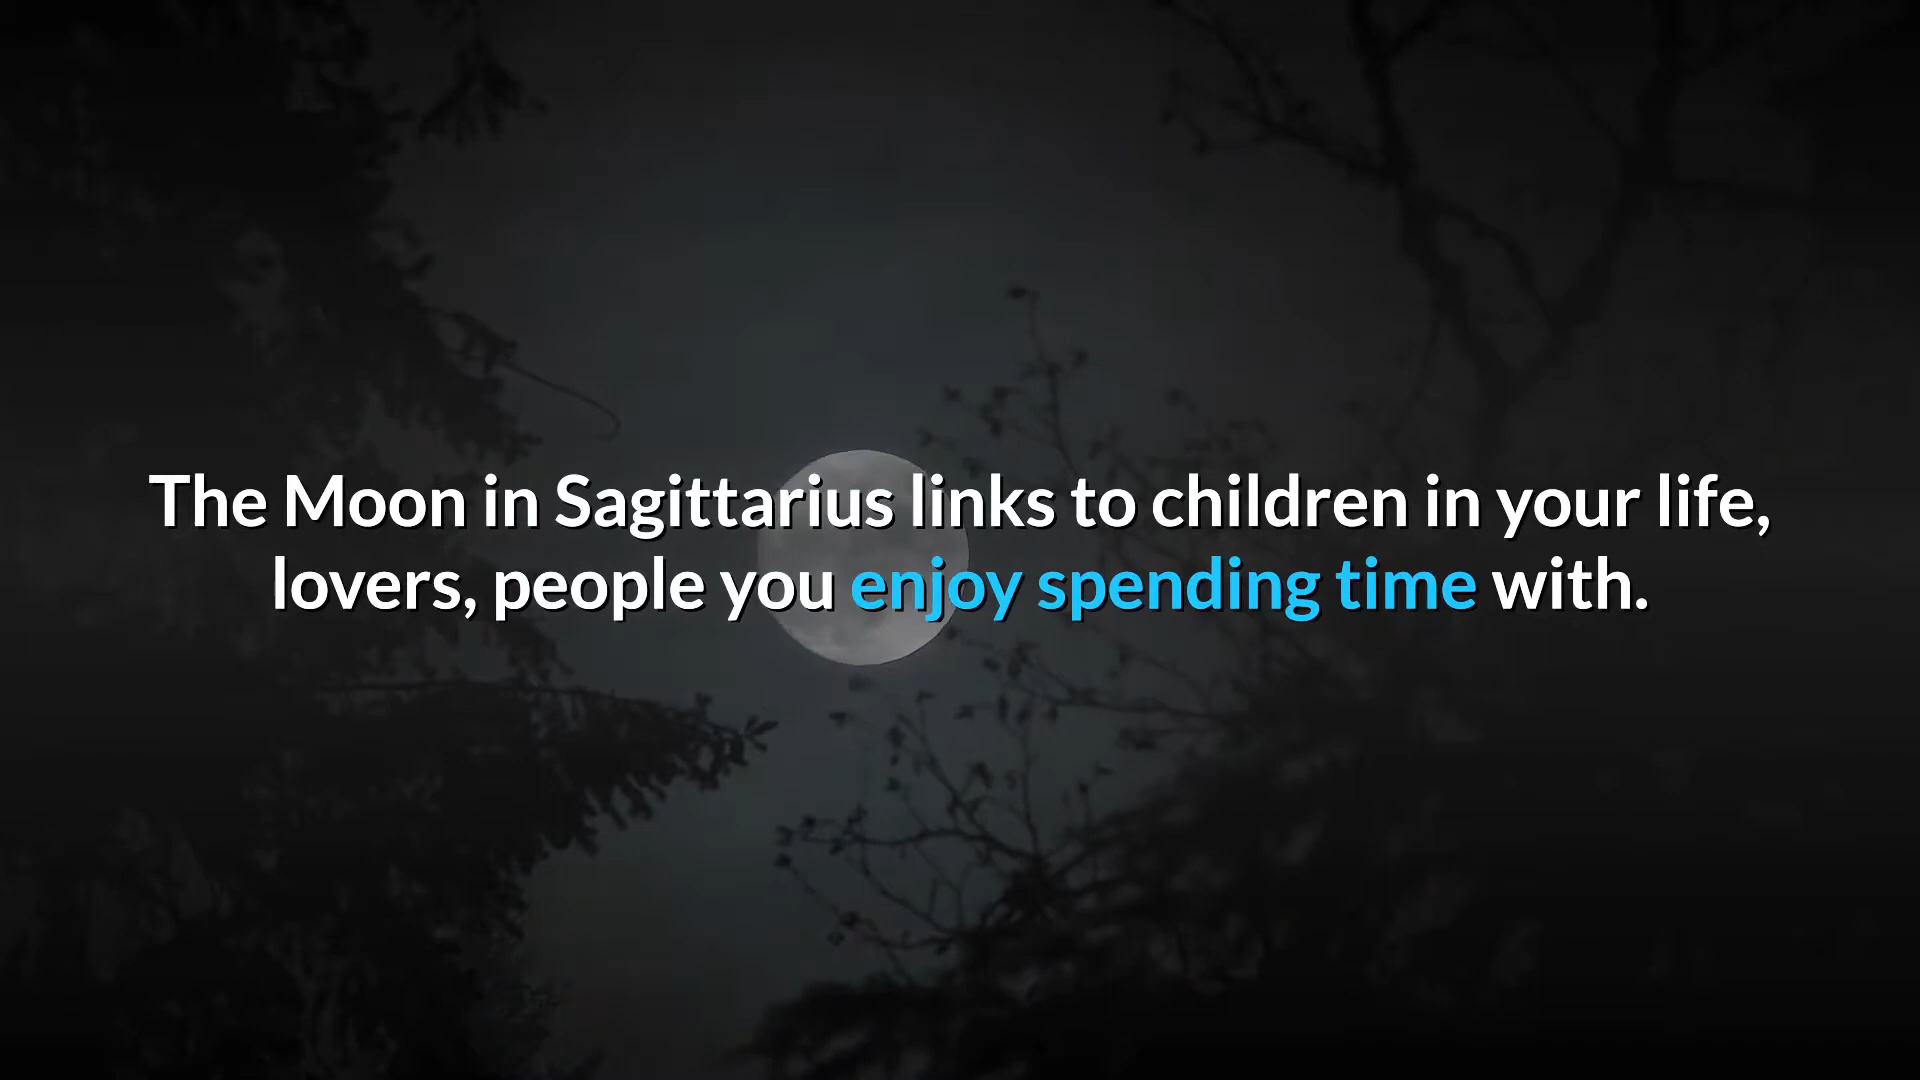 The Moon in Sagittarius links to children in your life,
lovers, people you enjoy spending time with.